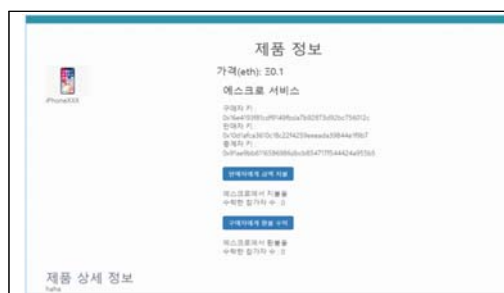 제품 정보
iPhoneXXX
가격(eth): Ξ0.1
에스크로 서비스
구매자 키 :
판매자 키 :
중계자 키 :
판매자에게 금액 지불
에스크로에서 지불을
수락한 참가자 수 : 0
구매자에게 환불 수락
에스크로에서 환불을
수락한 참가자 수 : 0
제품 상세 정보
haha